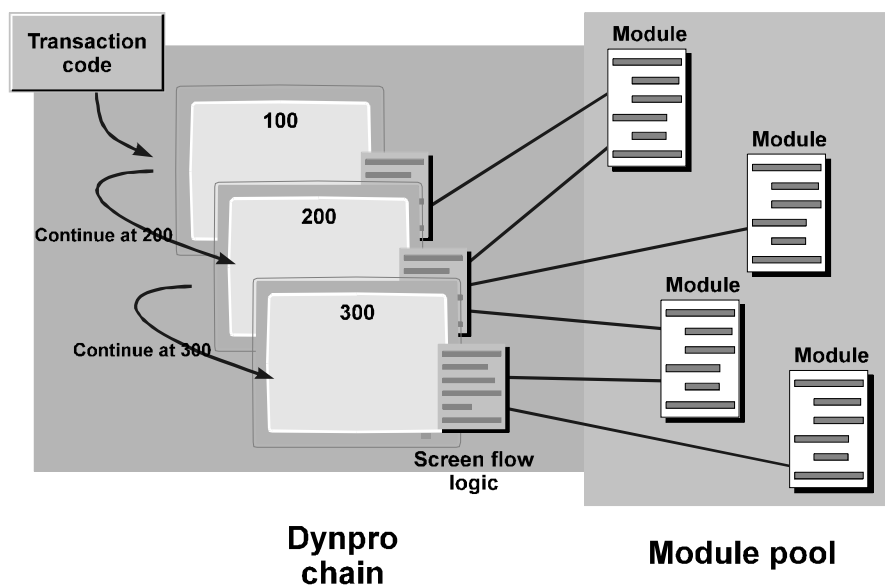 Transaction
code
100
Continue at 200
200
Continue at 300
300
Screen flow
logic
Dynpro
chain
Module
Module
Module
Module
Module pool